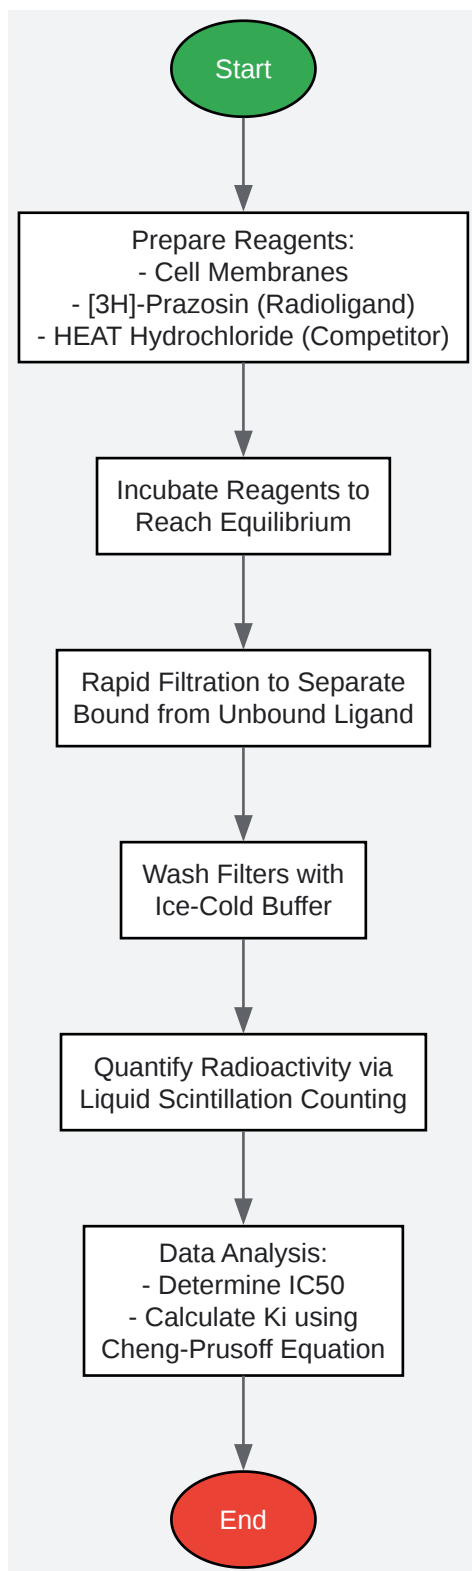 Start
Prepare Reagents:
- Cell Membranes
- [3H]-Prazosin (Radioligand)
- HEAT Hydrochloride (Competitor)
Incubate Reagents to
Reach Equilibrium
Rapid Filtration to Separate
Bound from Unbound Ligand
Wash Filters with
Ice-Cold Buffer
Quantify Radioactivity via
Liquid Scintillation Counting
Data Analysis:
- Determine IC50
- Calculate Ki using
Cheng-Prusoff Equation
End